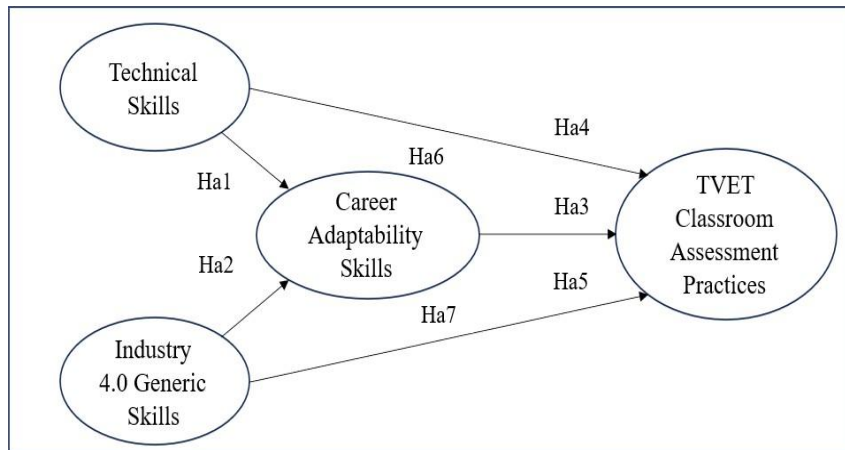 Technical
Skills
Ha4
Ha6
Ha1
TVET
Classroom
Assessment
Practices
Career
Adaptability
Skills
Ha3
Ha2
Ha5
Ha7
Industry
4.0 Generic
Skills